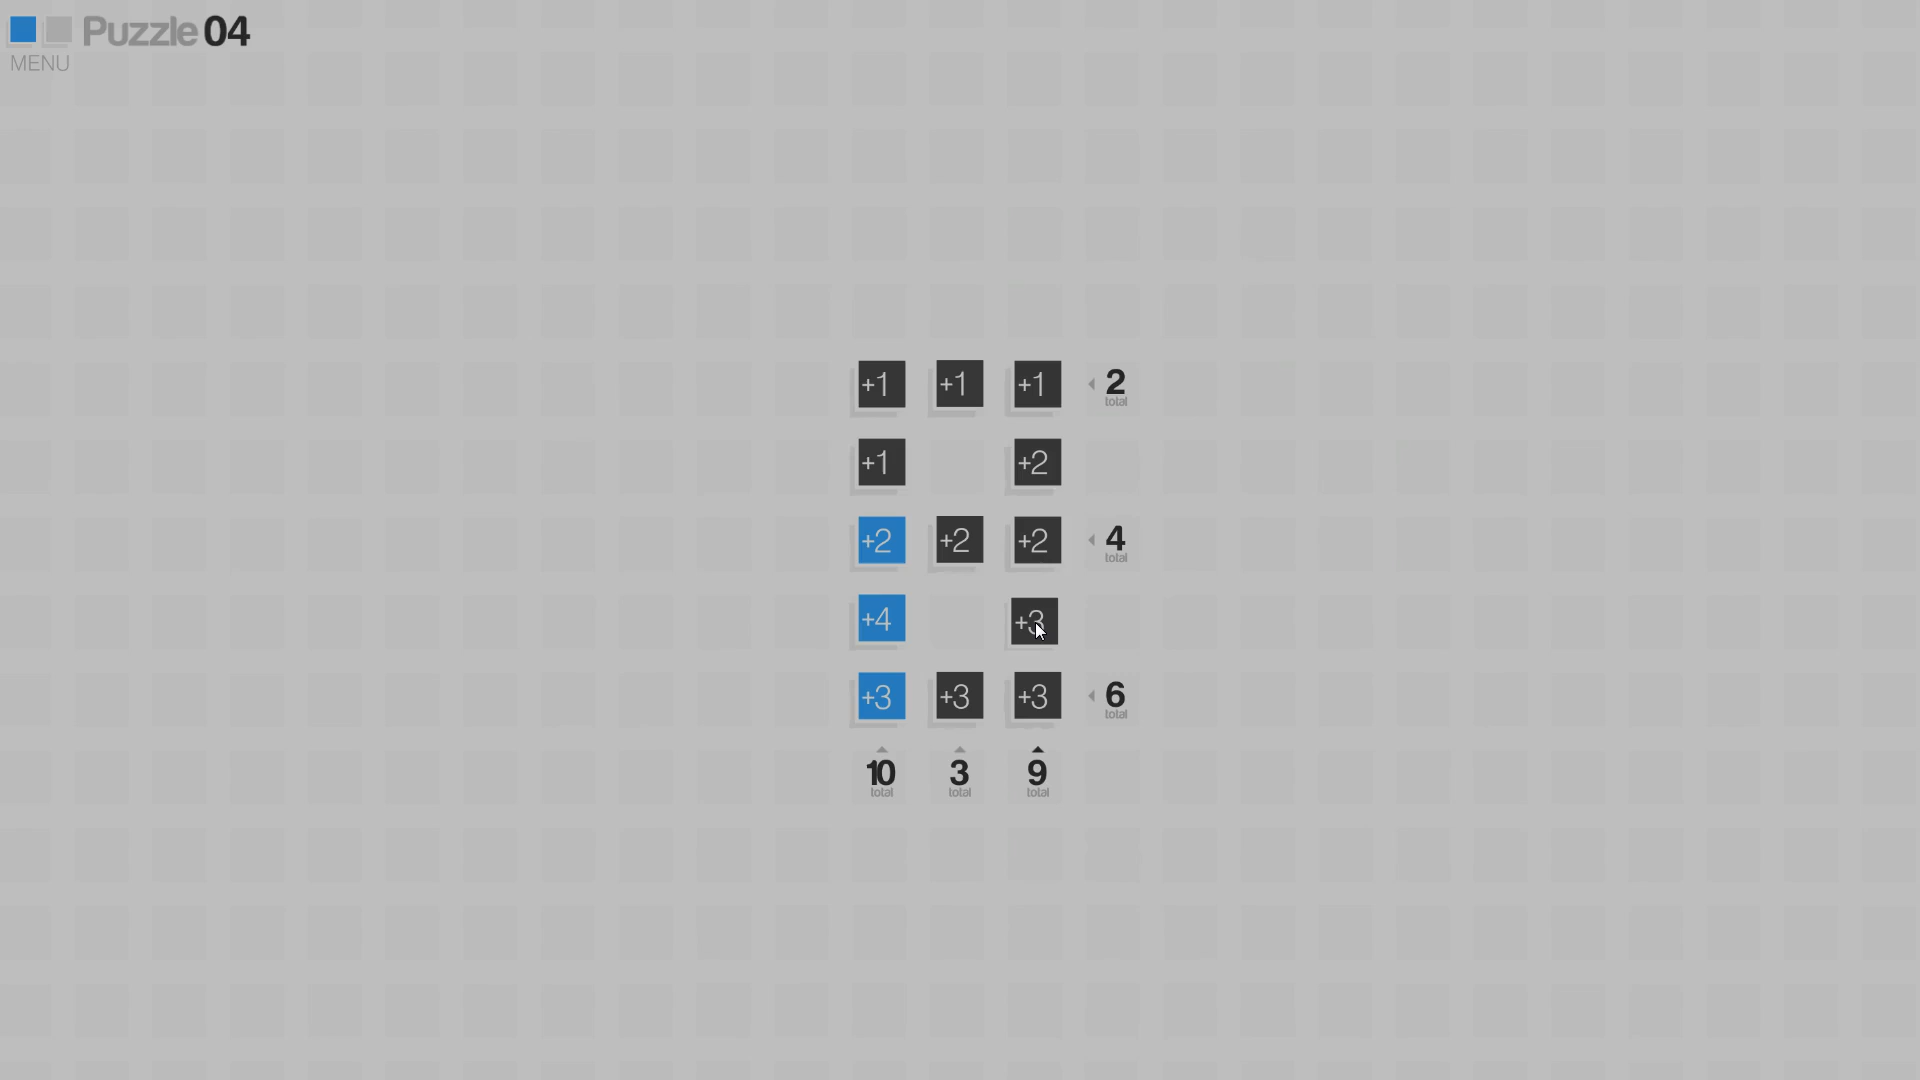 Puzzle 04
MENU
+1 +1 +1 2
total
+1 +2
+2 +2 +2 4
total
+4 +3
+3 +3 +3 6
total
10 3 9
total total total